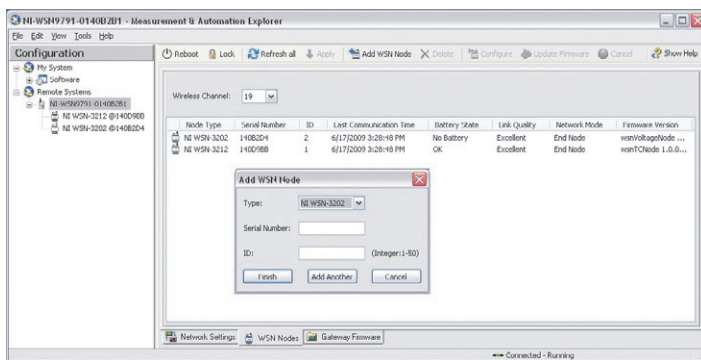 NI-WSN9791-0140B2B1 - Measurement & Automation Explorer
File Edit View Tools Help
Configuration
My System
Software
Remote Systems
NI-WSN9791-0140B2B1
NI WSN-3212 @140D9BB
NI WSN-3202 @140B2D4
Reboot Lock Refresh all Apply Add WSN Node Delete Configure Update Firmware Cancel Show Help
Wireless Channel: 19
Node Type Serial Number ID Last Communication Time Battery State Link Quality Network Mode Firmware Version
NI WSN-3202 140B2D4 2 6/17/2009 3:28:48 PM No Battery Excellent End Node wsnVoltageNode ...
NI WSN-3212 140D9BB 1 6/17/2009 3:28:48 PM OK Excellent End Node wsnTCNode 1.0.0...
Add WSN Node
Type: NI WSN-3202
Serial Number:
ID: (Integer:1-50)
Finish Add Another Cancel
Network Settings WSN Nodes Gateway Firmware
Connected - Running